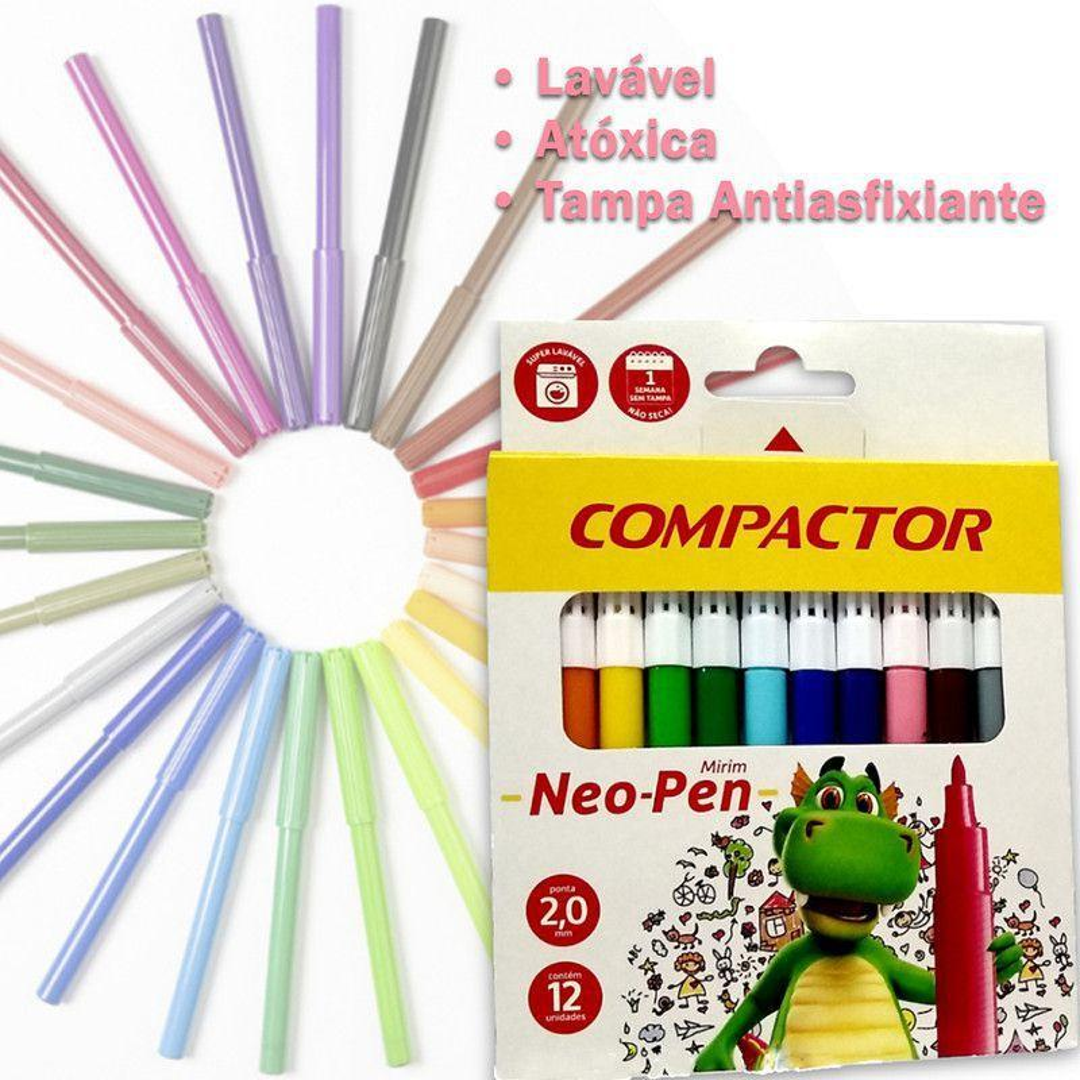 • Lavável
• Atóxica
• Tampa Antiasfixiante
SUPER LAVÁVEL
1
SEMANA
SEM TAMPA
NÃO SECA!
COMPACTOR
Mirim
Neo-Pen
ponta
2,0
mm
contém
12
unidades